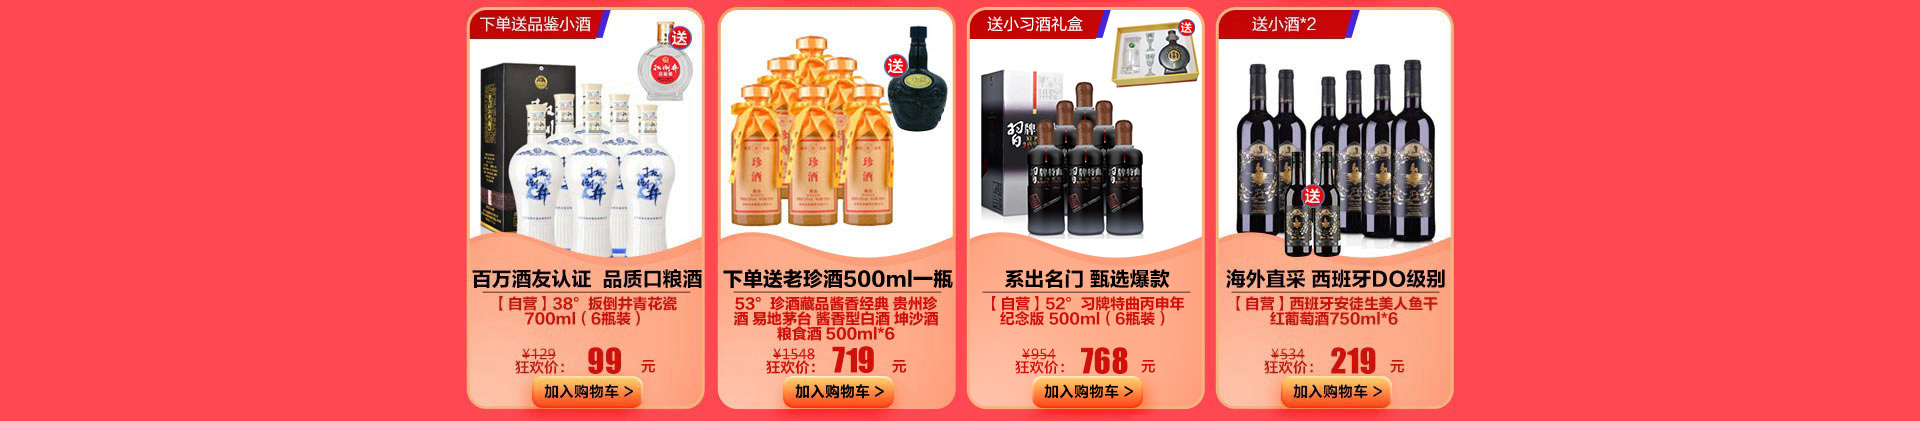 下单送品鉴小酒
送
扳倒井
百万酒友认证 品质口粮酒
【自营】38°扳倒井青花瓷
700ml（6瓶装）
¥129
狂欢价： 99 元
加入购物车 >
送
珍酒
下单送老珍酒500ml一瓶
53°珍酒藏品酱香经典 贵州珍
酒 易地茅台 酱香型白酒 坤沙酒
粮食酒 500ml*6
¥1548
狂欢价： 719 元
加入购物车 >
送小习酒礼盒
送
习牌特曲
系出名门 甄选爆款
【自营】52°习牌特曲丙申年
纪念版 500ml（6瓶装）
¥954
狂欢价： 768 元
加入购物车 >
送小酒*2
送
海外直采 西班牙DO级别
【自营】西班牙安徒生美人鱼干
红葡萄酒750ml*6
¥534
狂欢价： 219 元
加入购物车 >